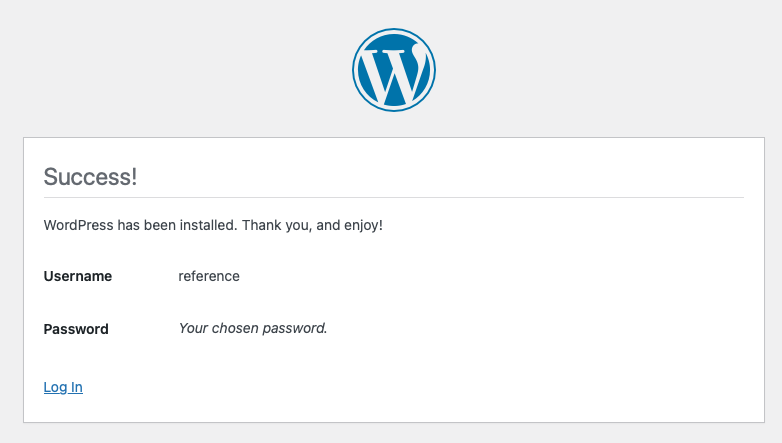 Success!
WordPress has been installed. Thank you, and enjoy!
Username reference
Password Your chosen password.
Log In